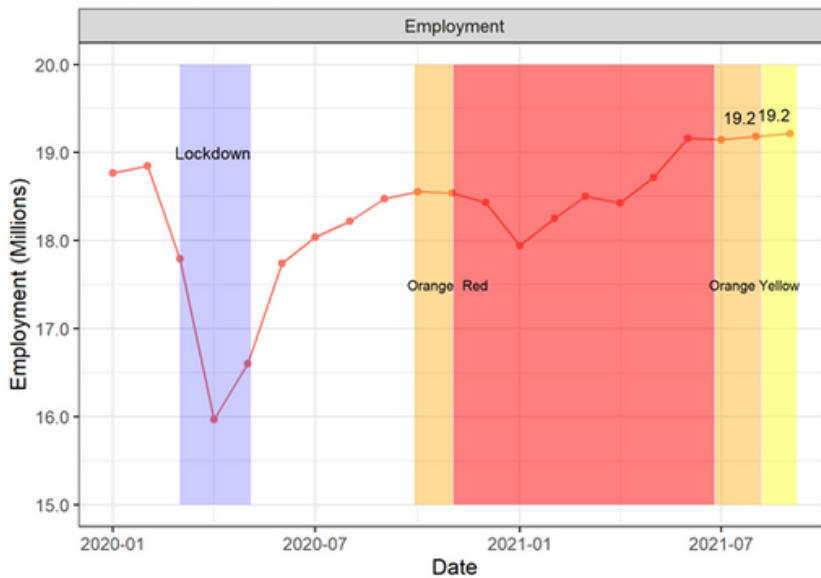 Employment
20.0
19.0
18.0
17.0
16.0
15.0
Employment (Millions)
Lockdown
19.2 19.2
Orange Red
Orange Yellow
2020-01 2020-07 2021-01 2021-07
Date